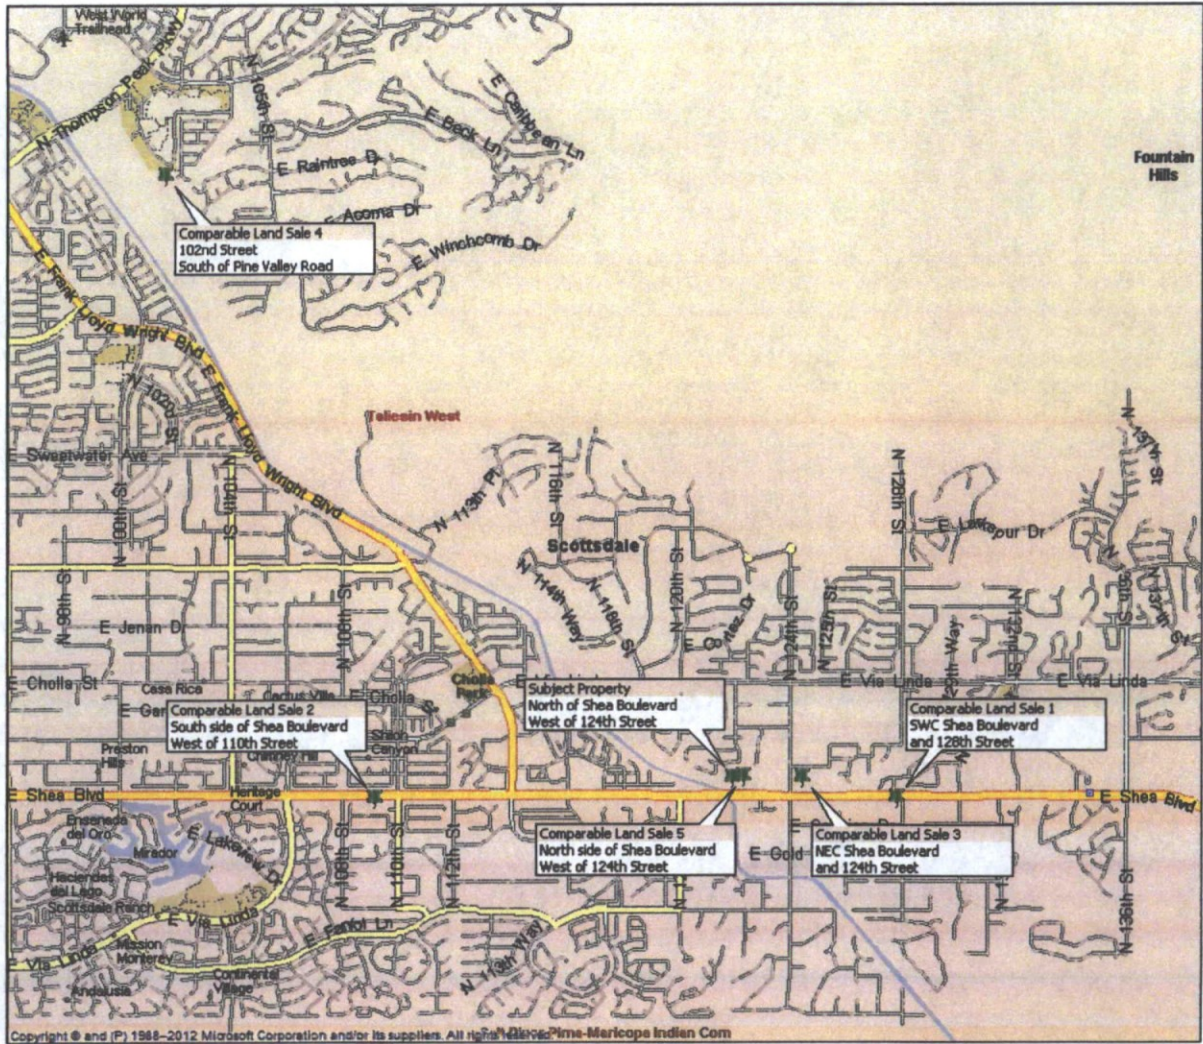 West World
Trailhead
N Thompson Peak Pkwy
N 105th St
E Caribbean Ln
E Beck Ln
E Raintree D
Fountain
Hills
E Acoma Dr
E Winchcomb Dr
Comparable Land Sale 4
102nd Street
South of Pine Valley Road
E Frank Lloyd Wright Blvd
E Frank Lloyd Wright Blvd
N 102nd St
Taliesin West
E Sweetwater Ave
N 100th St
N 104th St
N 113th Pl
N 118th St
N 128th St
N 137th St
E Larkspur Dr
Scottsdale
N 98th St
N 108th St
N 114th Way
N 116th St
N 120th St
E Cortez Dr
N 124th St
N 125th St
N 132nd St
N 136th St
N 137th St
E Jenan D
E Cholla St
Casa Rica
Cactus Ville
E Cholla St
Cholla
Park
E Via Linda
N 129th Way
E Via Linda
E Gar
Comparable Land Sale 2
South side of Shea Boulevard
West of 110th Street
Subject Property
North of Shea Boulevard
West of 124th Street
Comparable Land Sale 1
SWC Shea Boulevard
and 128th Street
Preston
Hills
Chimney Hill
Canyon
E Shea Blvd
Heritage
Court
E Shea Blvd
Ensenada
del Oro
Mirador
E Lakeview Dr
N 108th St
N 110th St
N 112th St
Comparable Land Sale 5
North side of Shea Boulevard
West of 124th Street
E Gold
Comparable Land Sale 3
NEC Shea Boulevard
and 124th Street
Haciendas
del Lago
Scottsdale Ranch
E Via Linda
E Via Linda
Mission
Monterey
E Fanfol Ln
N 113th Way
N 136th St
Andalusia
Continental
Village
Copyright © and (P) 1988–2012 Microsoft Corporation and/or its suppliers. All rights reserved.
Pima-Maricopa Indian Com